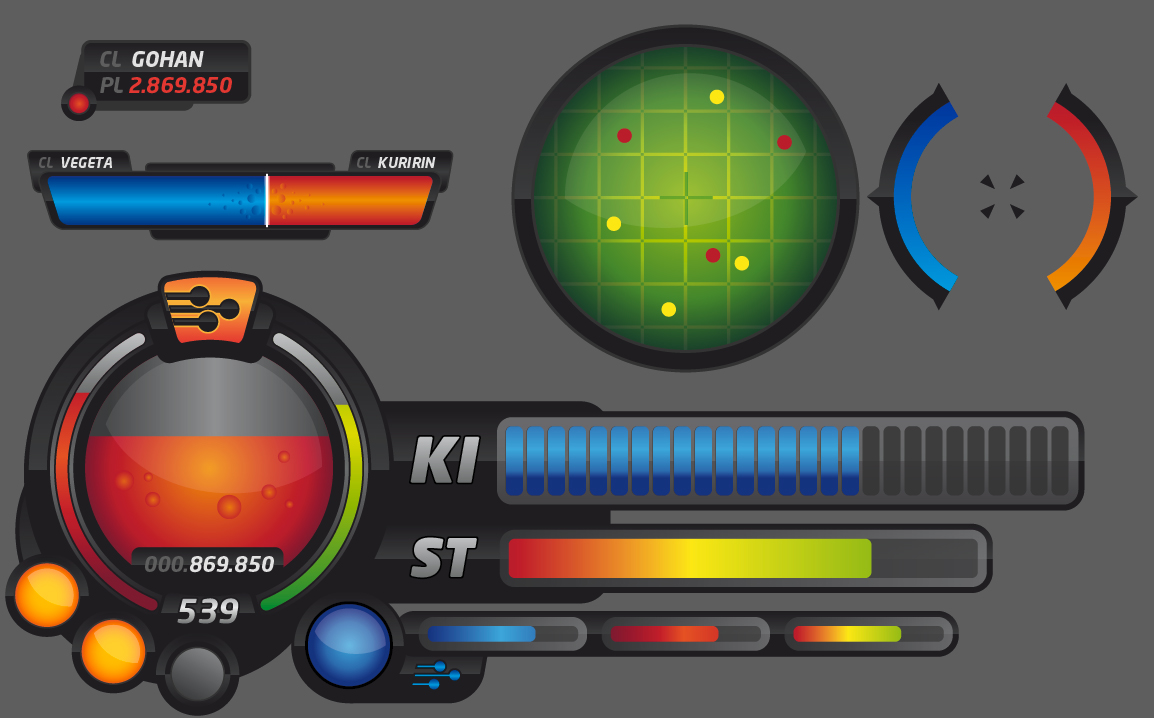 CL GOHAN
PL 2.869.850
CL VEGETA
CL KURIRIN
KI
ST
000.869.850
539